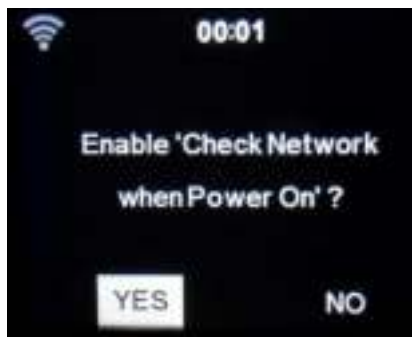 00:01
Enable 'Check Network
when Power On' ?
YES NO